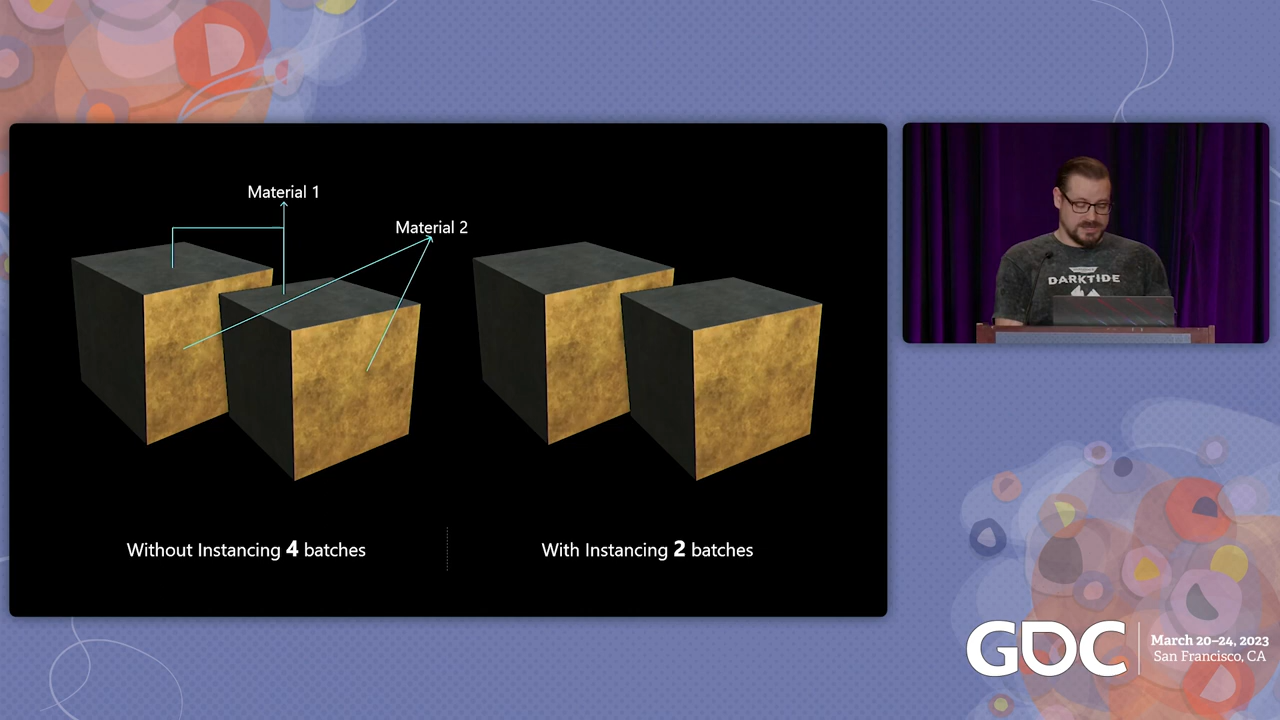 Material 1
Material 2
Without Instancing 4 batches
With Instancing 2 batches
DARKTIDE
GDC
March 20–24, 2023
San Francisco, CA